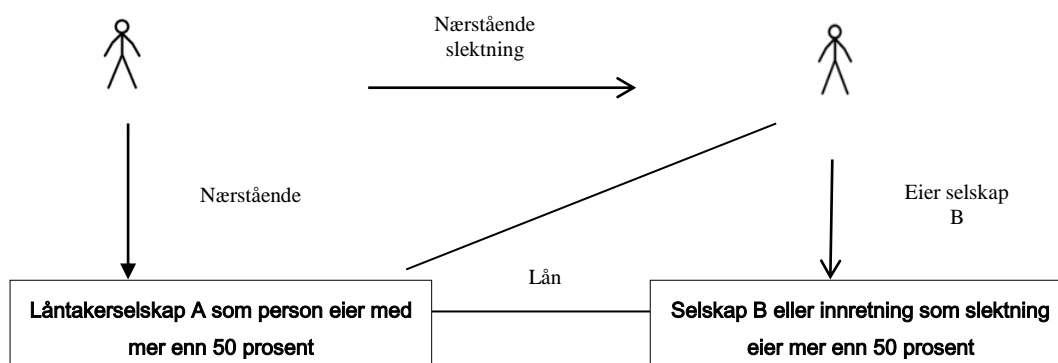 Nærstående
slektning
Nærstående
Eier selskap
B
Lån
Låntakerselskap A som person eier med
mer enn 50 prosent
Selskap B eller innretning som slektning
eier mer enn 50 prosent